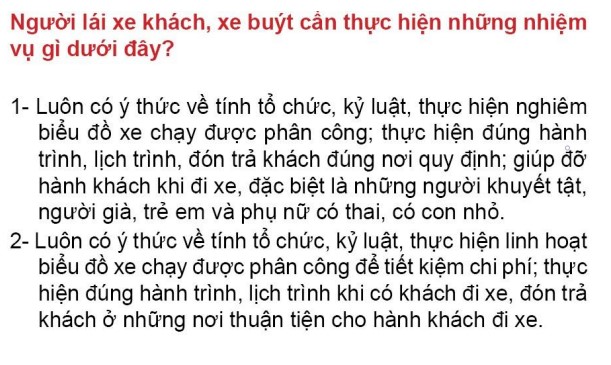 Người lái xe khách, xe buýt cần thực hiện những nhiệm
vụ gì dưới đây?
1- Luôn có ý thức về tính tổ chức, kỷ luật, thực hiện nghiêm
biểu đồ xe chạy được phân công; thực hiện đúng hành
trình, lịch trình, đón trả khách đúng nơi quy định; giúp đỡ
hành khách khi đi xe, đặc biệt là những người khuyết tật,
người già, trẻ em và phụ nữ có thai, có con nhỏ.
2- Luôn có ý thức về tính tổ chức, kỷ luật, thực hiện linh hoạt
biểu đồ xe chạy được phân công để tiết kiệm chi phí; thực
hiện đúng hành trình, lịch trình khi có khách đi xe, đón trả
khách ở những nơi thuận tiện cho hành khách đi xe.